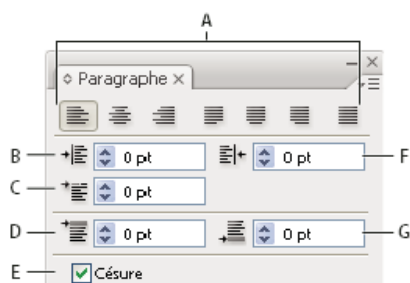 A
Paragraphe
B 0 pt 0 pt F
C 0 pt
D 0 pt 0 pt G
E Césure